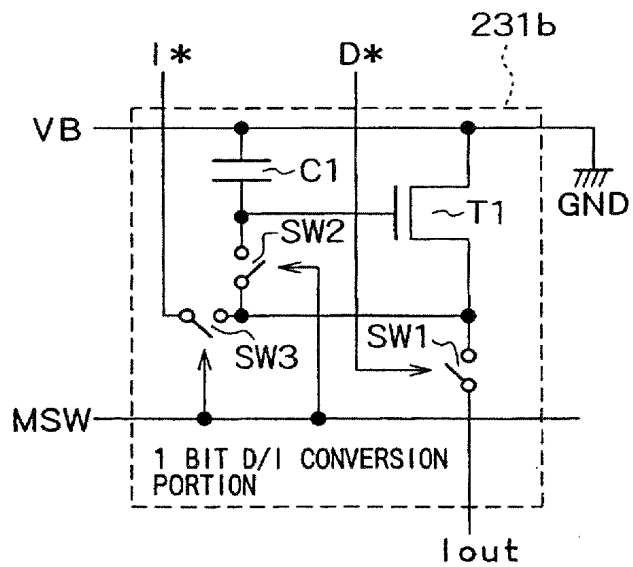 231b
I* D*
VB
C1
T1
GND
SW2
SW1
SW3
MSW
1 BIT D/I CONVERSION
PORTION
Iout